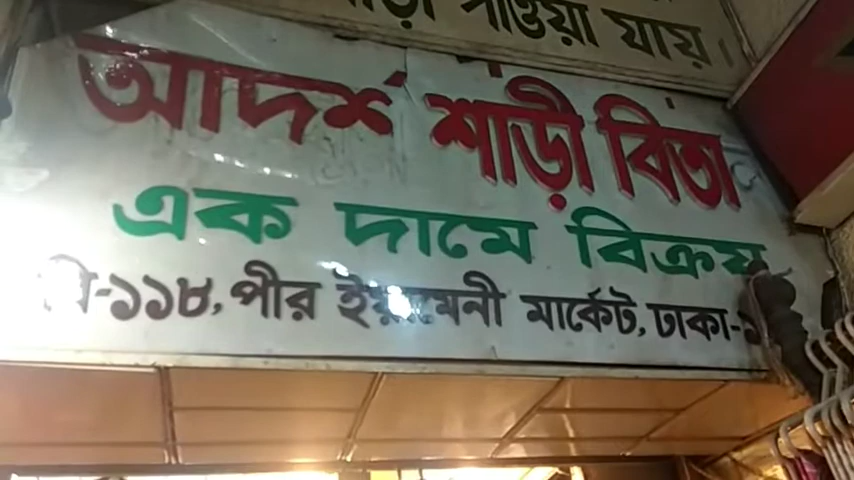 পাওয়া যায়।
আদর্শ শাড়ী বিতা
এক দামে বিক্রয়
বি-১১৮, পীর ইয়ামেনী মার্কেট, ঢাকা-